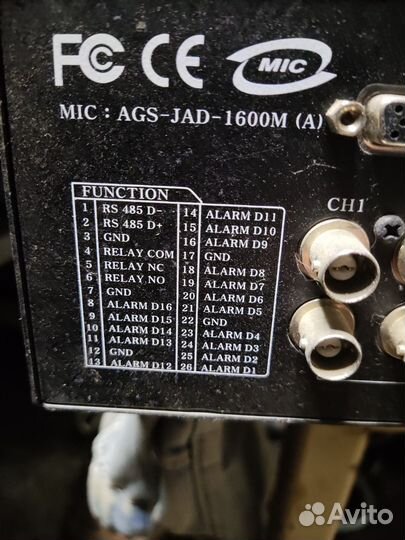 FC CE MIC
MIC : AGS-JAD-1600M (A)
FUNCTION
1 RS 485 D-
2 RS 485 D+
3 GND
4 RELAY COM
5 RELAY NC
6 RELAY NO
7 GND
8 ALARM D16
9 ALARM D15
10 ALARM D14
11 ALARM D13
12 GND
13 ALARM D12
14 ALARM D11
15 ALARM D10
16 ALARM D9
17 GND
18 ALARM D8
19 ALARM D7
20 ALARM D6
21 ALARM D5
22 GND
23 ALARM D4
24 ALARM D3
25 ALARM D2
26 ALARM D1
CH1
Avito